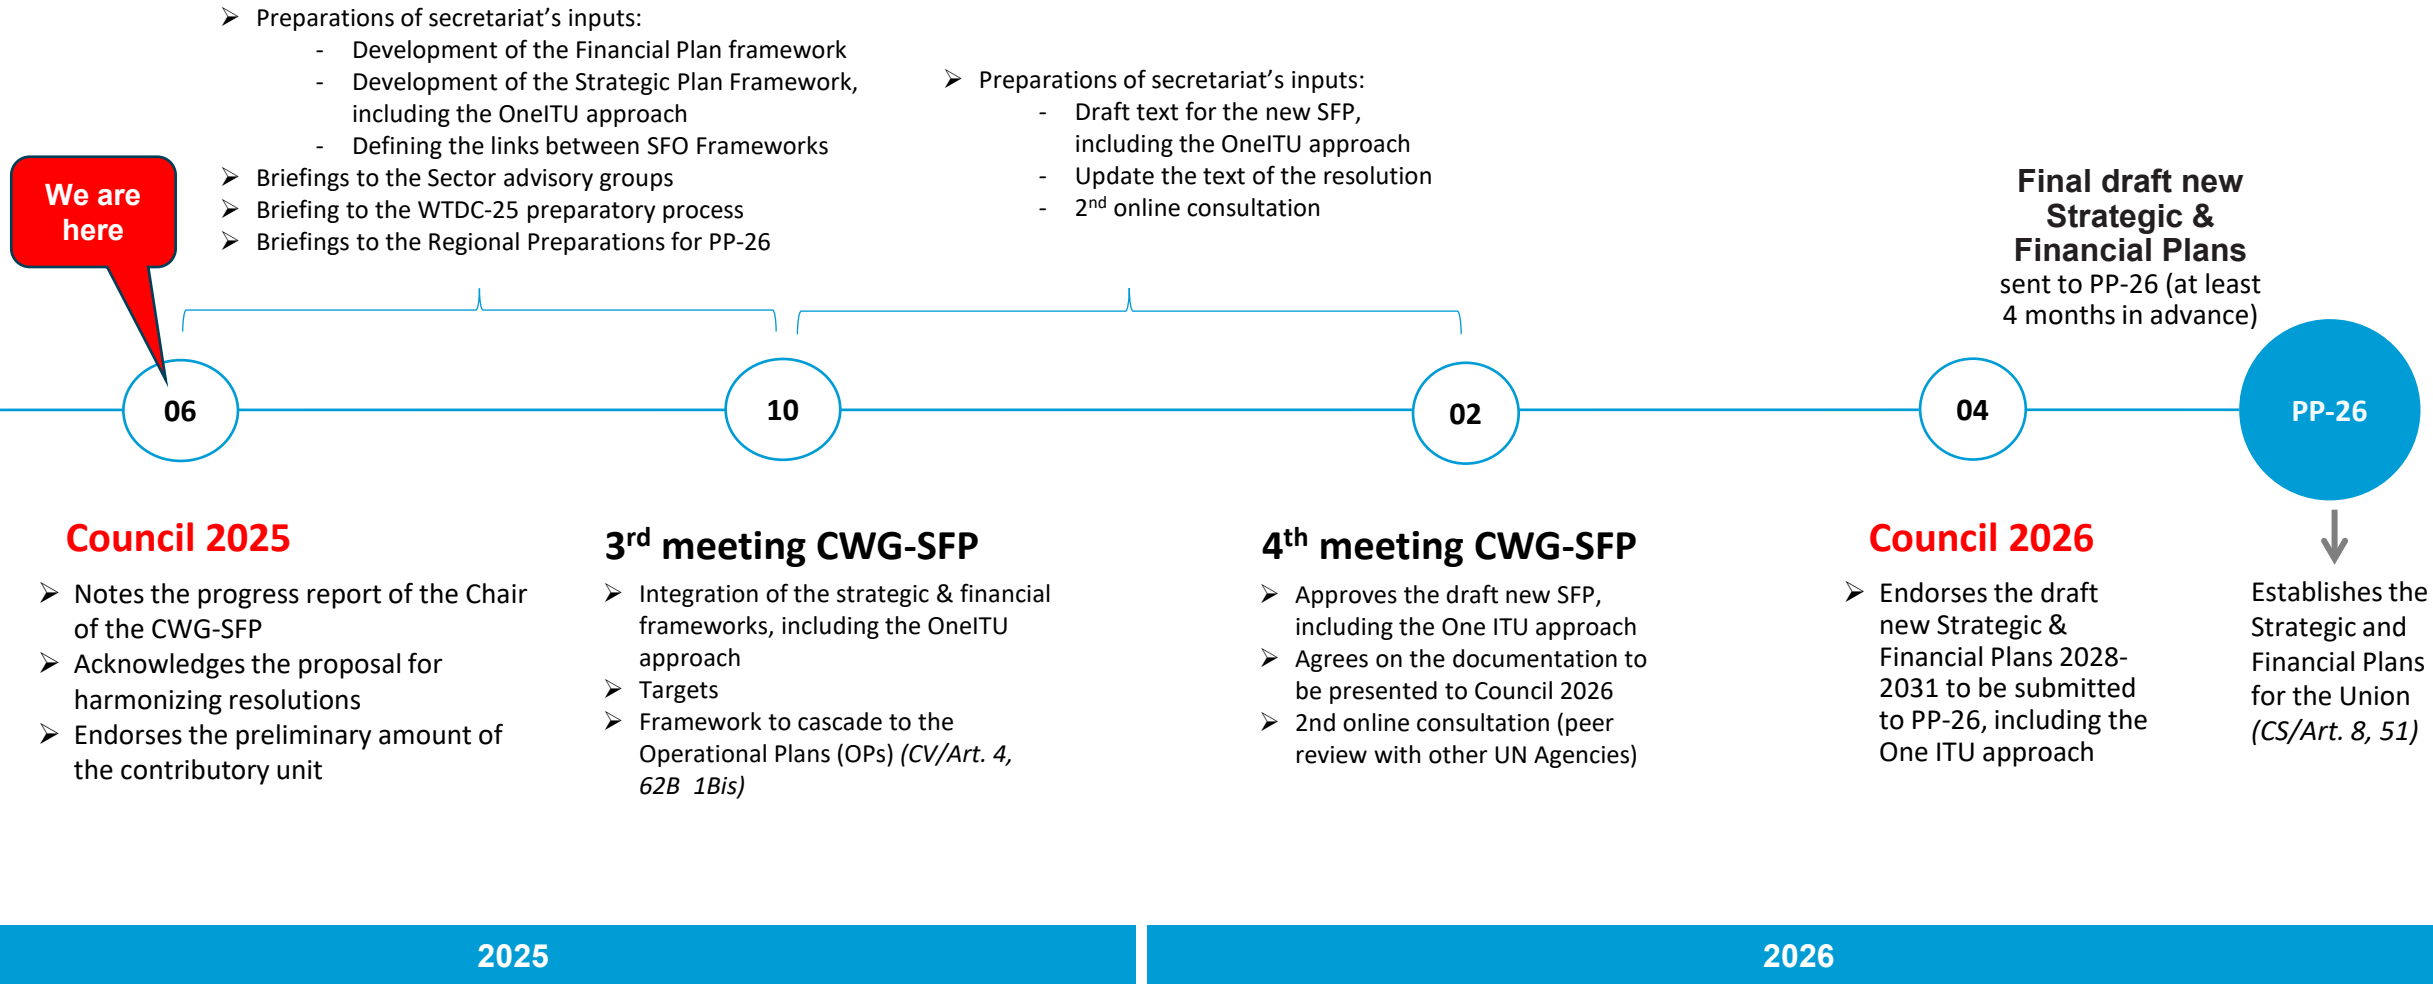 ➢ Preparations of secretariat's inputs:
- Development of the Financial Plan framework
- Development of the Strategic Plan Framework,
including the OneITU approach
- Defining the links between SFO Frameworks
➢ Briefings to the Sector advisory groups
➢ Briefing to the WTDC-25 preparatory process
➢ Briefings to the Regional Preparations for PP-26
➢ Preparations of secretariat's inputs:
- Draft text for the new SFP,
including the OneITU approach
- Update the text of the resolution
- 2nd online consultation
We are
here
Final draft new
Strategic &
Financial Plans
sent to PP-26 (at least
4 months in advance)
06
10
02
04
PP-26
Council 2025
➢ Notes the progress report of the Chair
of the CWG-SFP
➢ Acknowledges the proposal for
harmonizing resolutions
➢ Endorses the preliminary amount of
the contributory unit
3rd meeting CWG-SFP
➢ Integration of the strategic & financial
frameworks, including the OneITU
approach
➢ Targets
➢ Framework to cascade to the
Operational Plans (OPs) (CV/Art. 4,
62B 1Bis)
4th meeting CWG-SFP
➢ Approves the draft new SFP,
including the One ITU approach
➢ Agrees on the documentation to
be presented to Council 2026
➢ 2nd online consultation (peer
review with other UN Agencies)
Council 2026
➢ Endorses the draft
new Strategic &
Financial Plans 2028-
2031 to be submitted
to PP-26, including the
One ITU approach
Establishes the
Strategic and
Financial Plans
for the Union
(CS/Art. 8, 51)
2025
2026